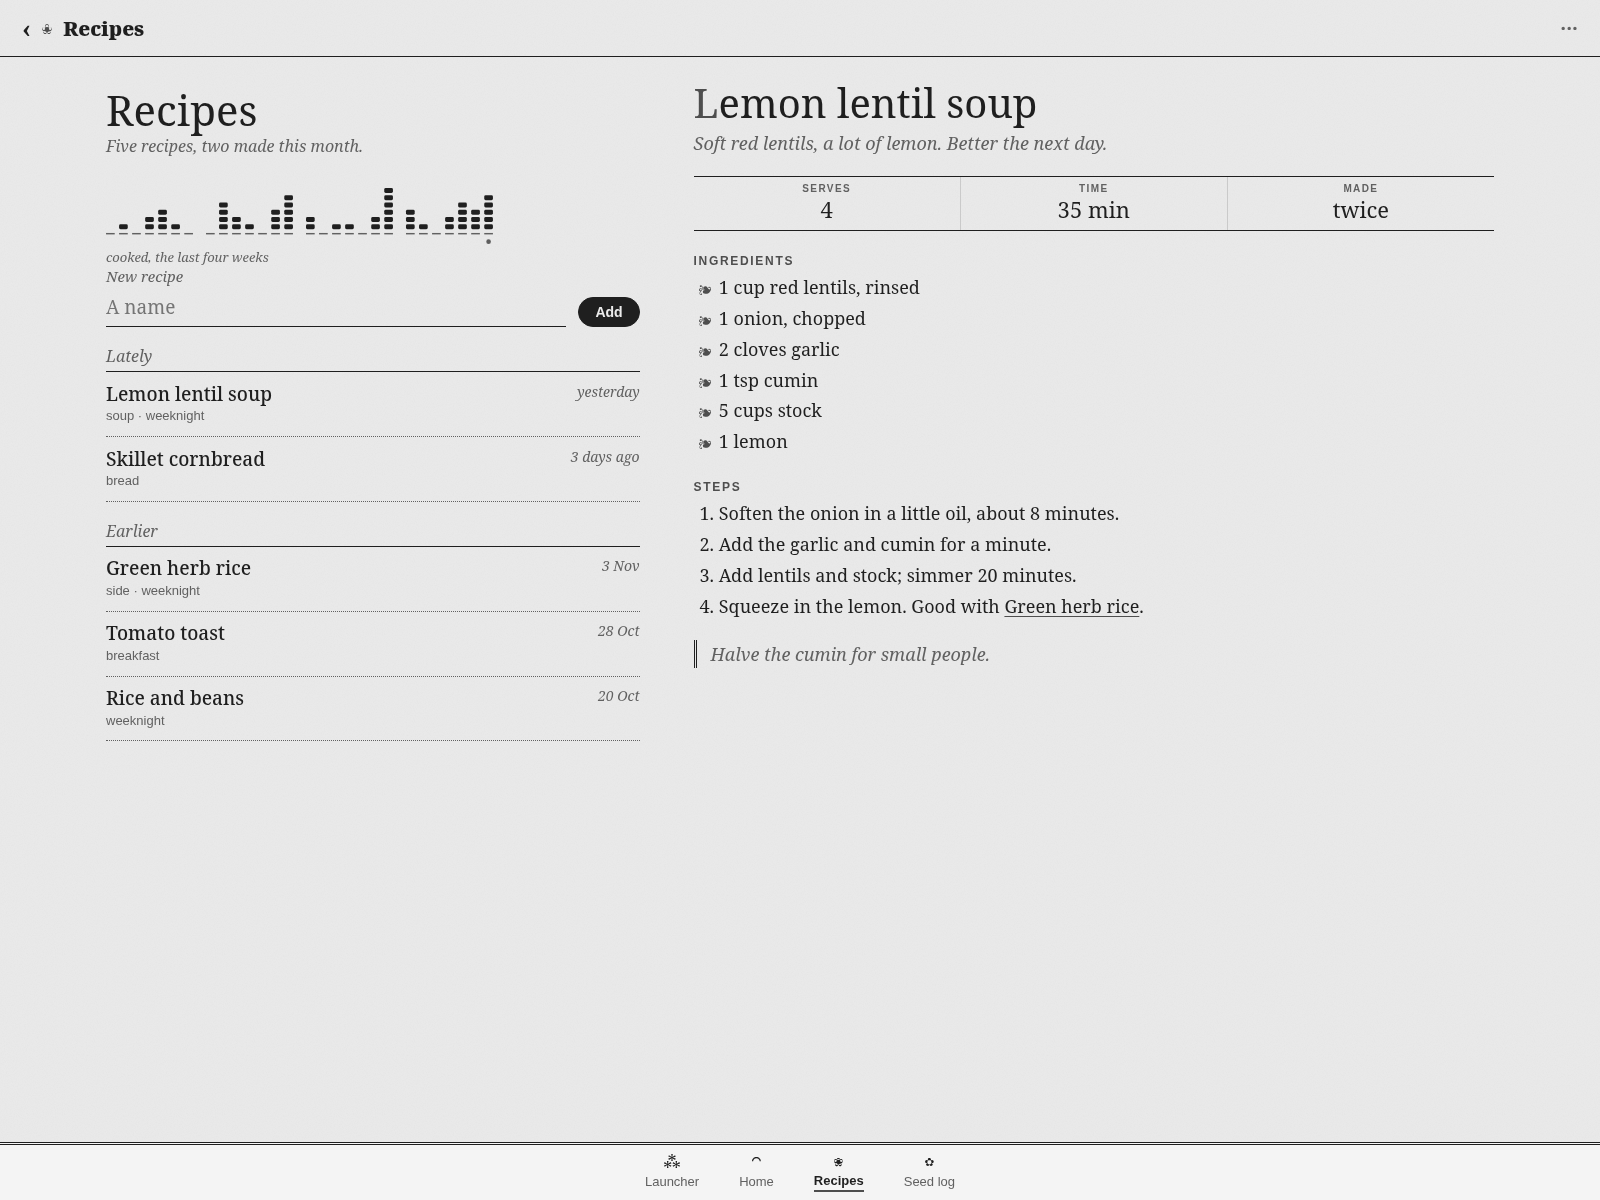 Recipes
Recipes
Five recipes, two made this month.
cooked, the last four weeks
New recipe
A name
Add
Lately
Lemon lentil soup
yesterday
soup · weeknight
Skillet cornbread
3 days ago
bread
Earlier
Green herb rice
3 Nov
side · weeknight
Tomato toast
28 Oct
breakfast
Rice and beans
20 Oct
weeknight
Lemon lentil soup
Soft red lentils, a lot of lemon. Better the next day.
SERVES
4
TIME
35 min
MADE
twice
INGREDIENTS
1 cup red lentils, rinsed
1 onion, chopped
2 cloves garlic
1 tsp cumin
5 cups stock
1 lemon
STEPS
1. Soften the onion in a little oil, about 8 minutes.
2. Add the garlic and cumin for a minute.
3. Add lentils and stock; simmer 20 minutes.
4. Squeeze in the lemon. Good with Green herb rice.
Halve the cumin for small people.
Launcher
Home
Recipes
Seed log